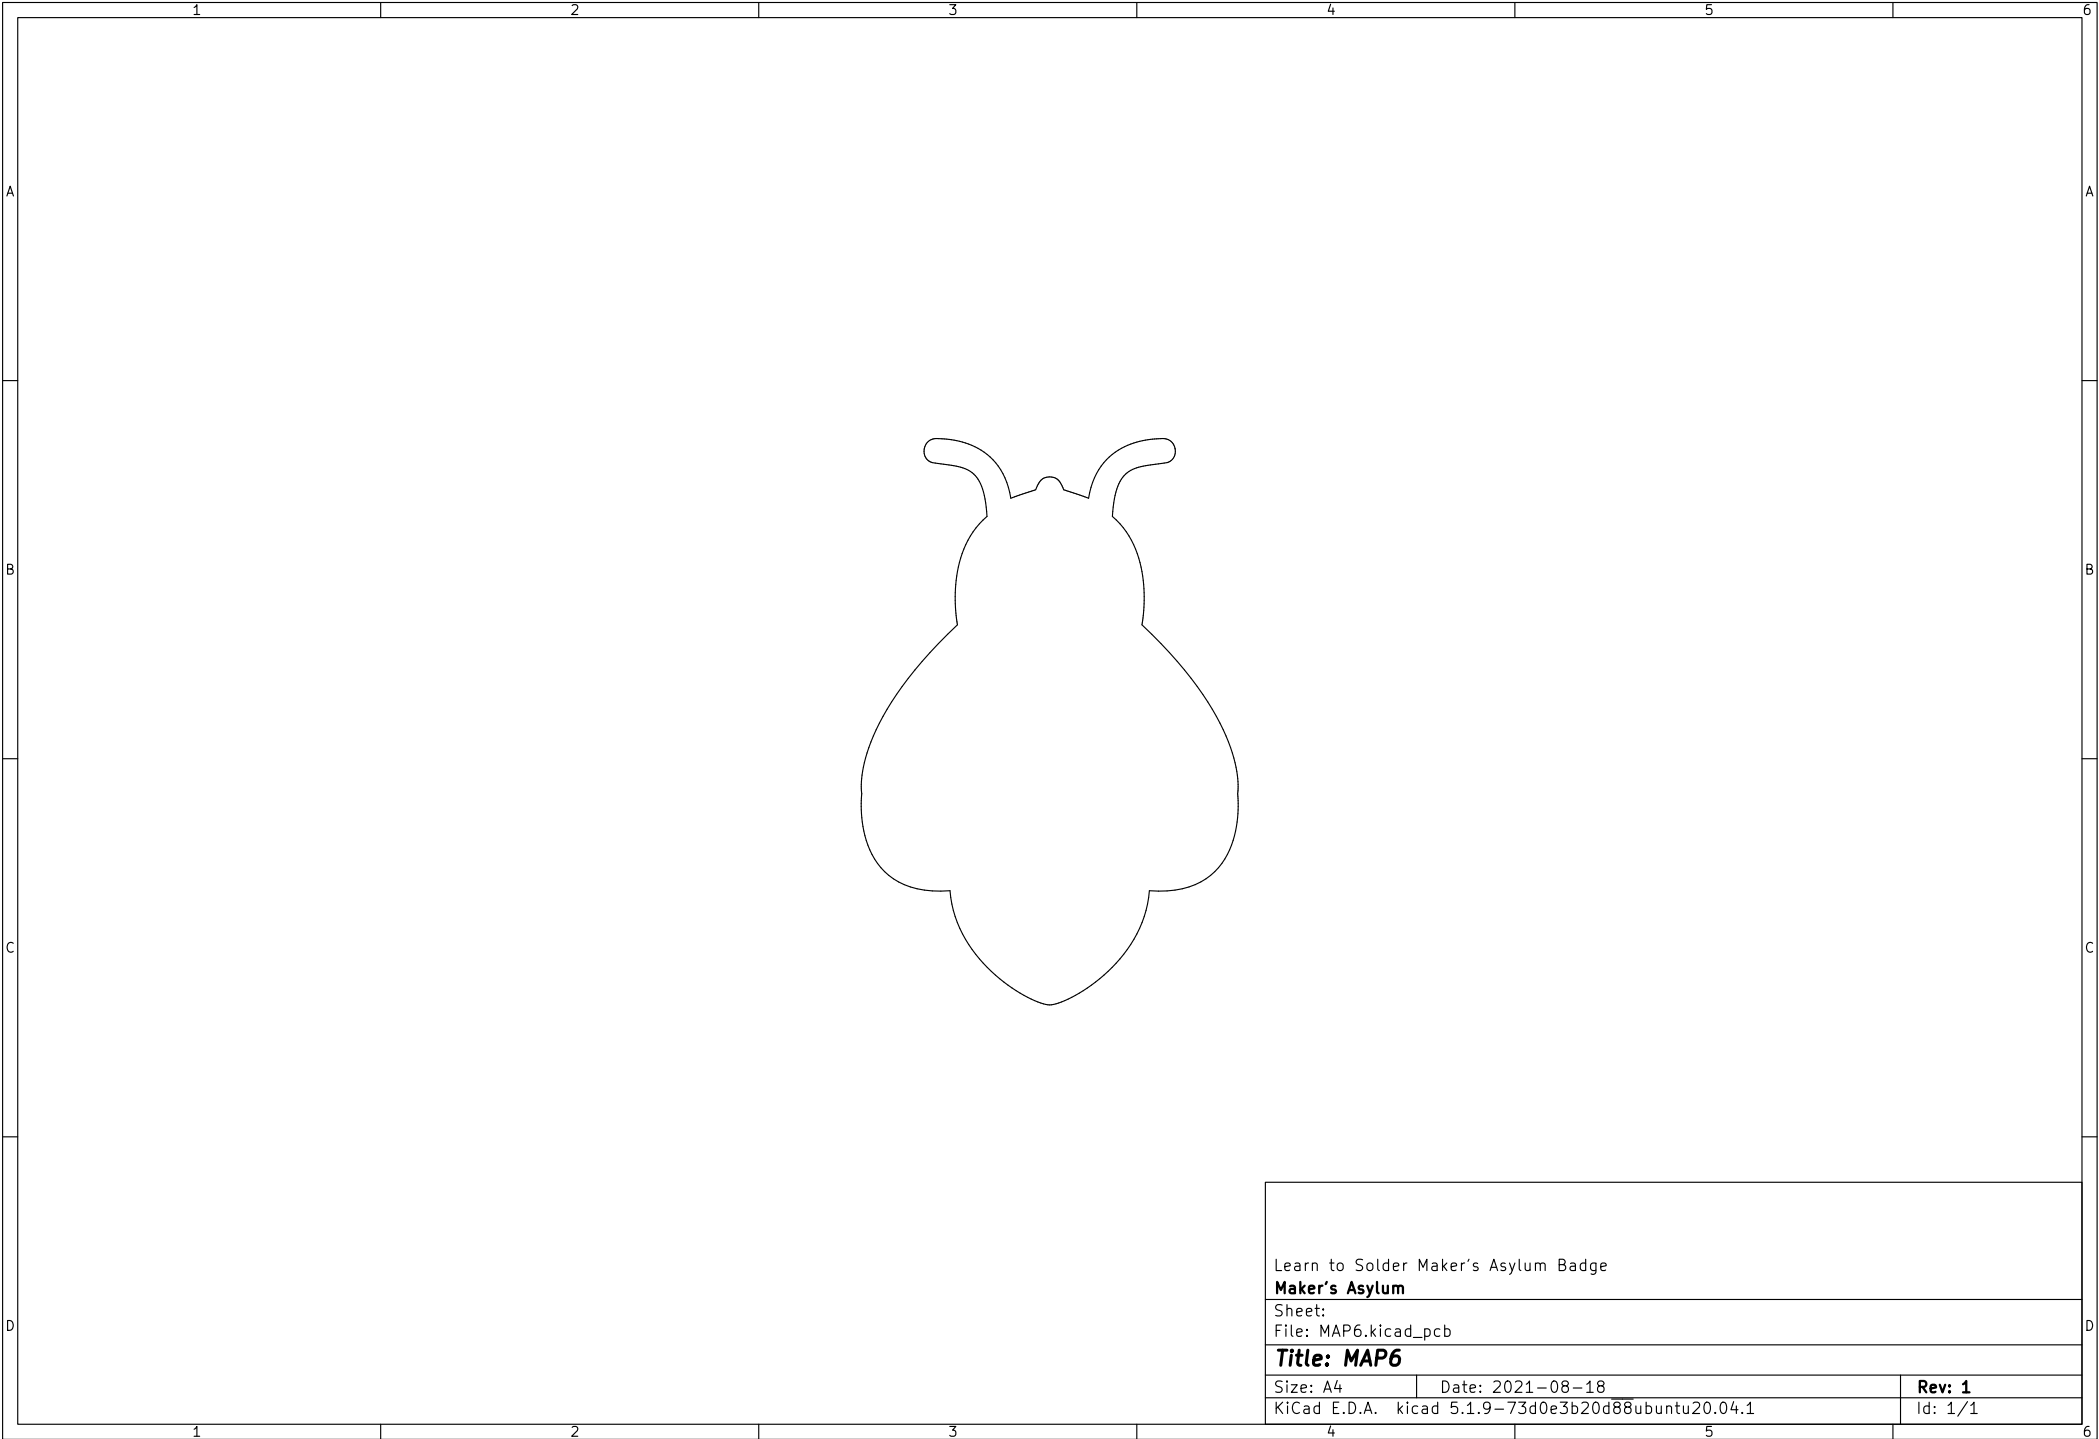 1 2 3 4 5 6
A A
B B
C C
D D
Learn to Solder Maker's Asylum Badge
Maker's Asylum
Sheet:
File: MAP6.kicad_pcb
Title: MAP6
Size: A4 Date: 2021-08-18 Rev: 1
KiCad E.D.A. kicad 5.1.9-73d0e3b20d88ubuntu20.04.1 Id: 1/1
1 2 3 4 5 6